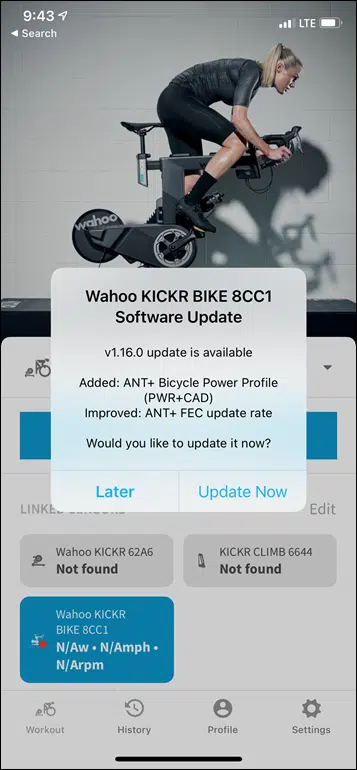 9:43
LTE
Search
wahoo
Wahoo KICKR BIKE 8CC1
Software Update
v1.16.0 update is available
Added: ANT+ Bicycle Power Profile
(PWR+CAD)
Improved: ANT+ FEC update rate
Would you like to update it now?
Later
Update Now
LINKED SENSORS
Edit
Wahoo KICKR 62A6
Not found
KICKR CLIMB 6644
Not found
Wahoo KICKR
BIKE 8CC1
N/Aw • N/Amph •
N/Arpm
Workout
History
Profile
Settings